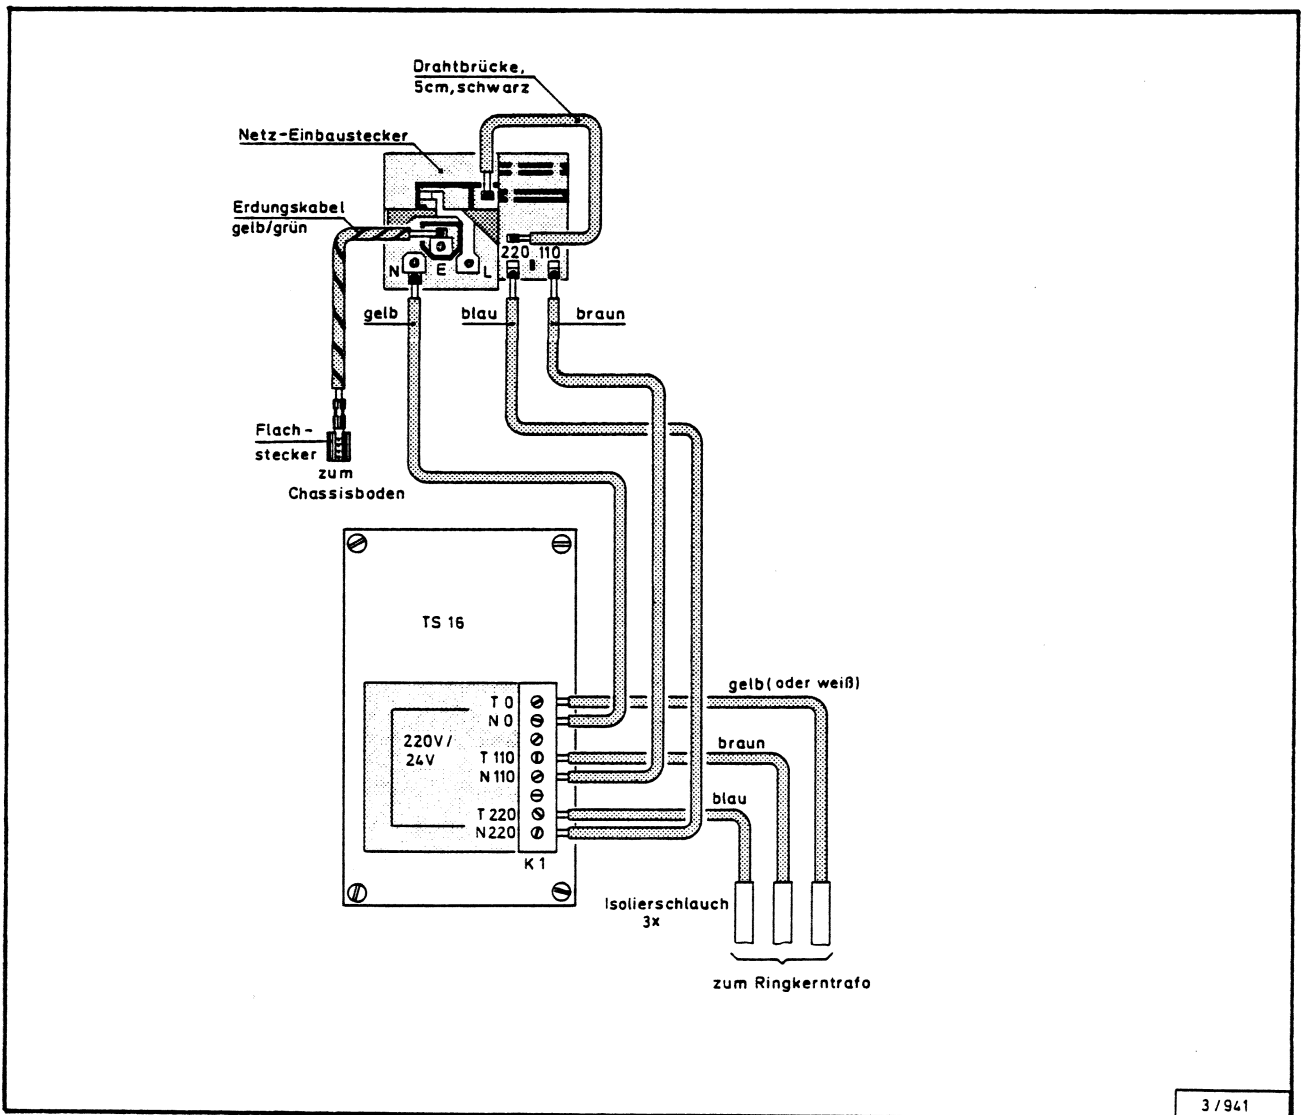 Drahtbrücke,
5cm, schwarz
Netz-Einbaustecker
Erdungskabel
gelb/grün
220 110
N E L
gelb
blau
braun
Flach-
stecker
zum
Chassisboden
TS 16
gelb (oder weiß)
T 0
N 0
220V/
24V
braun
T 110
N 110
blau
T 220
N 220
K 1
Isolierschlauch
3x
zum Ringkerntrafo
3/941